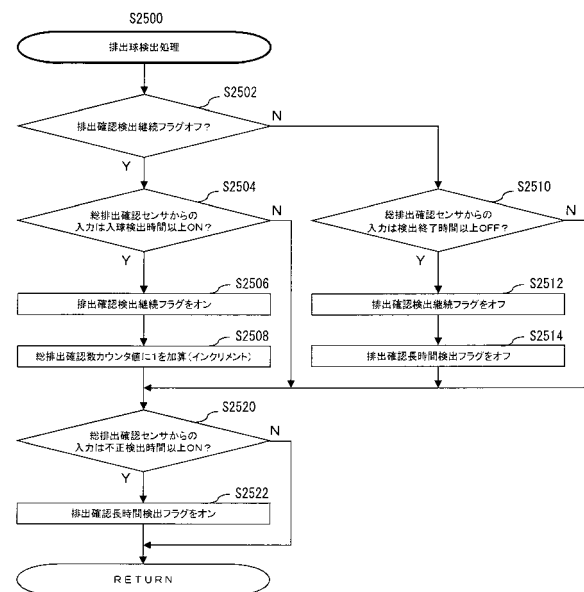 S2500
排出球検出処理
S2502
排出確認検出継続フラグオフ?
N
Y
S2504
総排出確認センサからの
入力は入球検出時間以上ON?
N
Y
S2510
総排出確認センサからの
入力は検出終了時間以上OFF?
N
Y
S2506
排出確認検出継続フラグをオン
S2512
排出確認検出継続フラグをオフ
S2508
総排出確認数カウンタ値に1を加算(インクリメント)
S2514
排出確認長時間検出フラグをオフ
S2520
総排出確認センサからの
入力は不正検出時間以上ON?
N
Y
S2522
排出確認長時間検出フラグをオン
RETURN